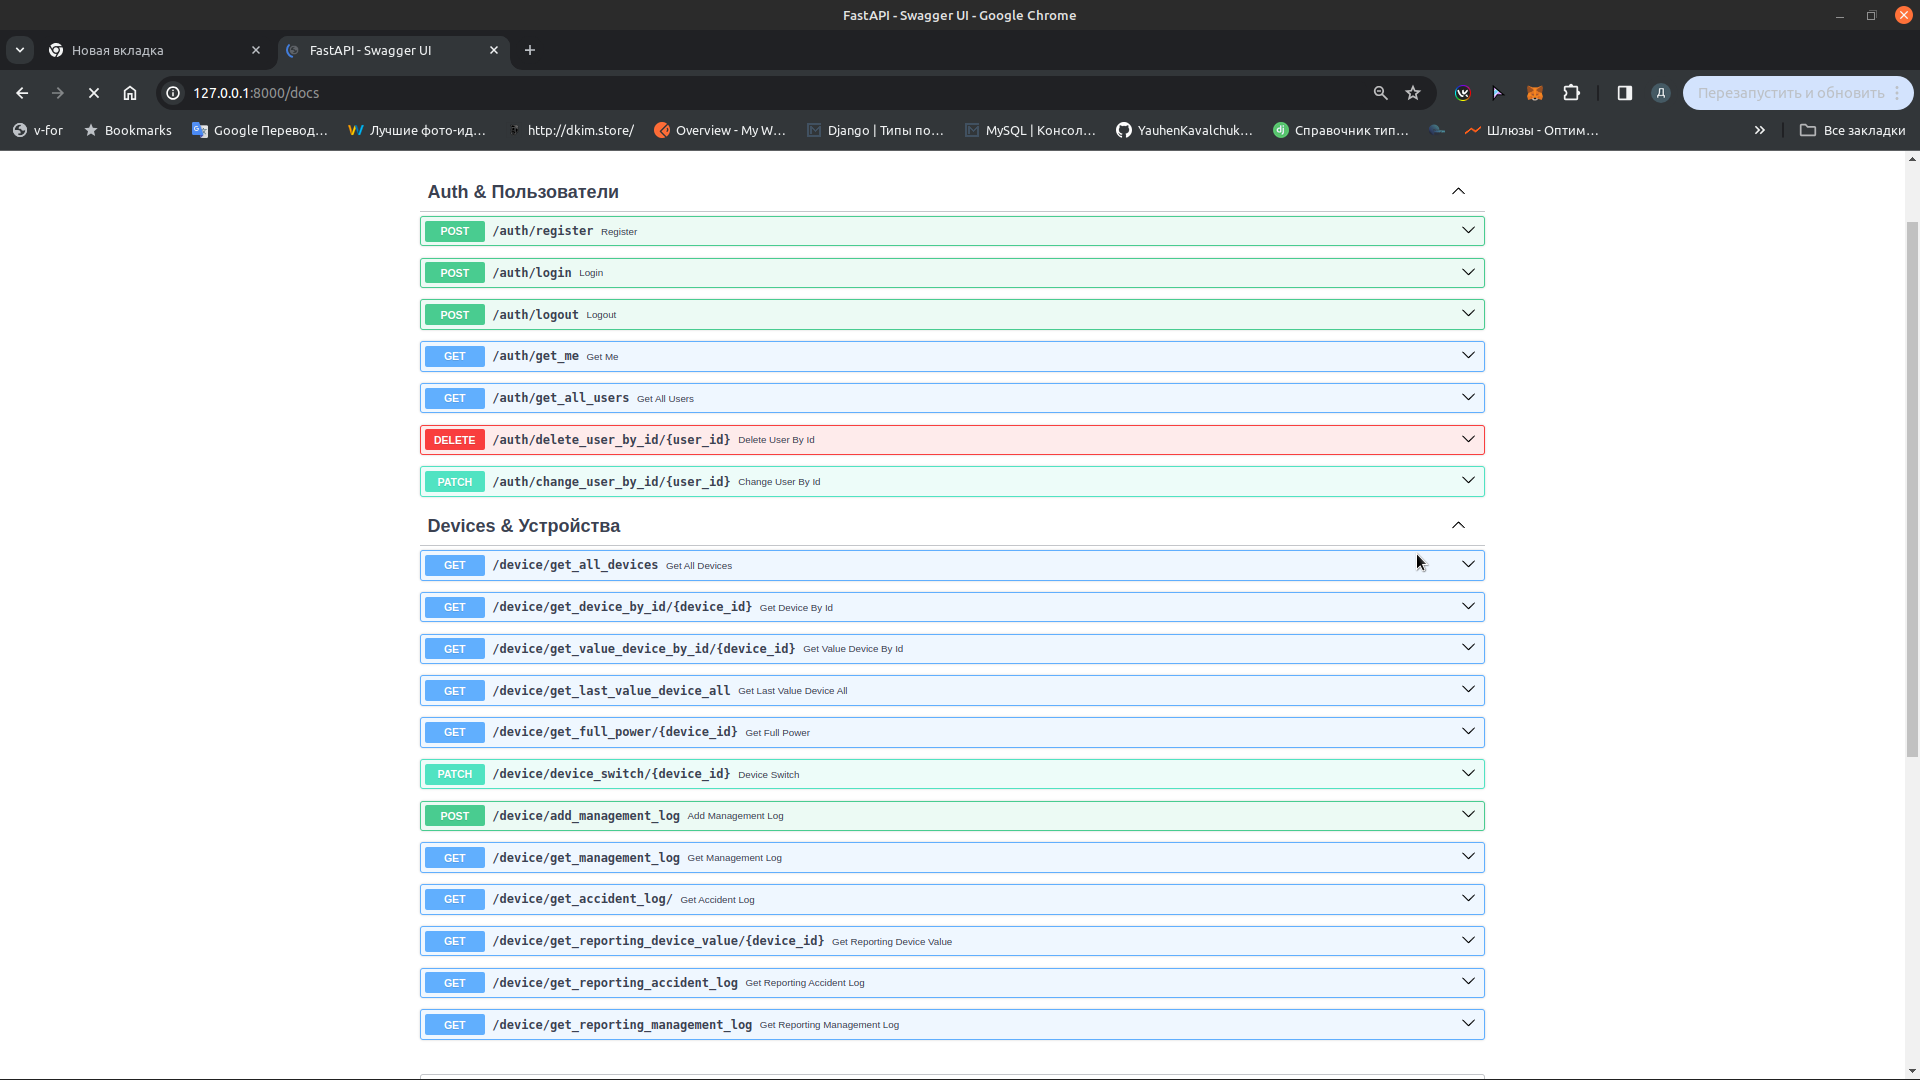 FastAPI - Swagger UI - Google Chrome
Новая вкладка
FastAPI - Swagger UI
127.0.0.1:8000/docs
Д
Перезапустить и обновить
v-for
Bookmarks
Google Перевод...
Лучшие фото-ид...
http://dkim.store/
Overview - My W...
Django | Типы по...
MySQL | Консол...
YauhenKavalchuk...
dj
Справочник тип...
Шлюзы - Оптим...
Все закладки
Auth & Пользователи
POST /auth/register Register
POST /auth/login Login
POST /auth/logout Logout
GET /auth/get_me Get Me
GET /auth/get_all_users Get All Users
DELETE /auth/delete_user_by_id/{user_id} Delete User By Id
PATCH /auth/change_user_by_id/{user_id} Change User By Id
Devices & Устройства
GET /device/get_all_devices Get All Devices
GET /device/get_device_by_id/{device_id} Get Device By Id
GET /device/get_value_device_by_id/{device_id} Get Value Device By Id
GET /device/get_last_value_device_all Get Last Value Device All
GET /device/get_full_power/{device_id} Get Full Power
PATCH /device/device_switch/{device_id} Device Switch
POST /device/add_management_log Add Management Log
GET /device/get_management_log Get Management Log
GET /device/get_accident_log/ Get Accident Log
GET /device/get_reporting_device_value/{device_id} Get Reporting Device Value
GET /device/get_reporting_accident_log Get Reporting Accident Log
GET /device/get_reporting_management_log Get Reporting Management Log